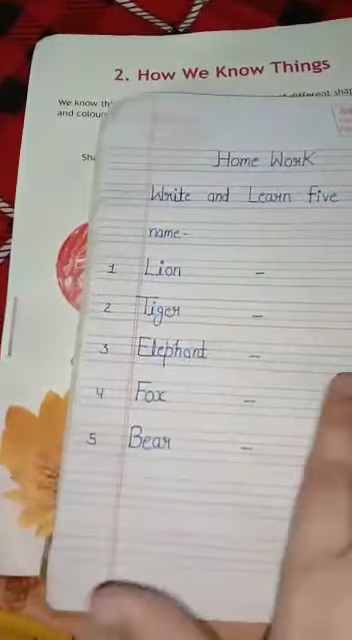 2. How We Know Things
We know th
and colour
Sha
Home Work
Write and Learn five
name-
1 Lion -
2 Tiger -
3 Elephant -
4 Fox -
5 Bear -